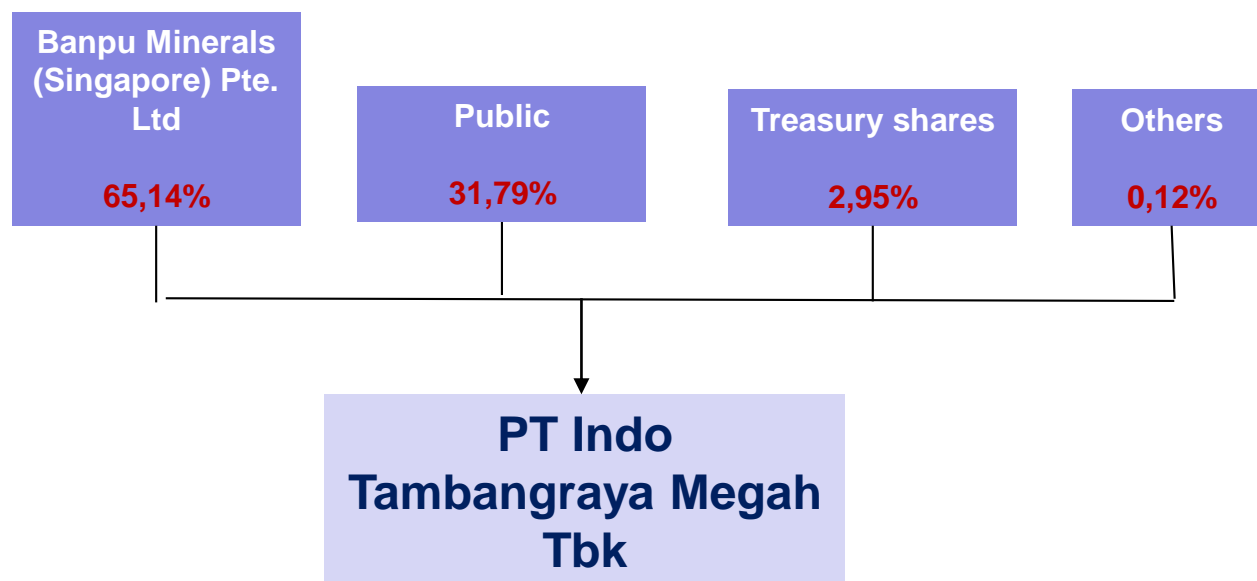 Banpu Minerals
(Singapore) Pte.
Ltd
65,14%
Public
31,79%
Treasury shares
2,95%
Others
0,12%
PT Indo
Tambangraya Megah
Tbk